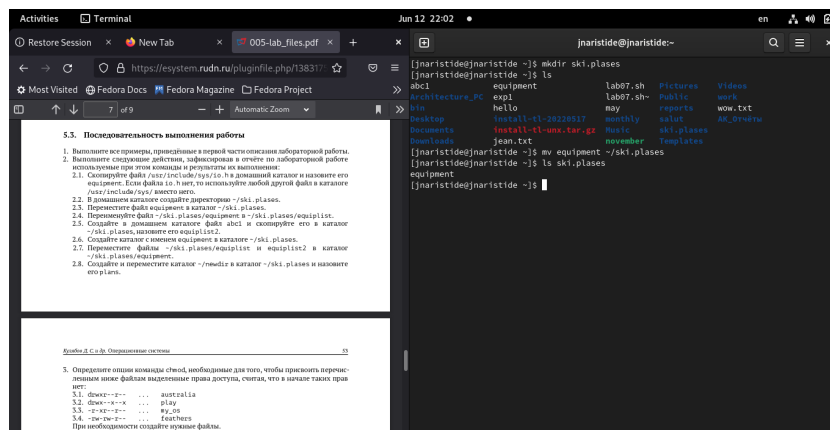 Activities Terminal Jun 12 22:02 en
Restore Session × New Tab × 005-lab_files.pdf × + ×
https://esystem.rudn.ru/pluginfile.php/138317
Most Visited Fedora Docs Fedora Magazine Fedora Project
7 of 9 Automatic Zoom
5.3. Последовательность выполнения работы
1. Выполните все примеры, приведённые в первой части описания лабораторной работы.
2. Выполните следующие действия, зафиксировав в отчёте по лабораторной работе
используемые при этом команды и результаты их выполнения:
2.1. Скопируйте файл /usr/include/sys/io.h в домашний каталог и назовите его
equipment. Если файла io.h нет, то используйте любой другой файл в каталоге
/usr/include/sys/ вместо него.
2.2. В домашнем каталоге создайте директорию ~/ski.plases.
2.3. Переместите файл equipment в каталог ~/ski.plases.
2.4. Переименуйте файл ~/ski.plases/equipment в ~/ski.plases/equiplist.
2.5. Создайте в домашнем каталоге файл abc1 и скопируйте его в каталог
~/ski.plases, назовите его equiplist2.
2.6. Создайте каталог с именем equipment в каталоге ~/ski.plases.
2.7. Переместите файлы ~/ski.plases/equiplist и equiplist2 в каталог
~/ski.plases/equipment.
2.8. Создайте и переместите каталог ~/newdir в каталог ~/ski.plases и назовите
его plans.
Кулябов Д. С. и др. Операционные системы 53
3. Определите опции команды chmod, необходимые для того, чтобы присвоить перечис-
ленным ниже файлам выделенные права доступа, считая, что в начале таких прав
нет:
3.1. drwxr--r-- ... australia
3.2. drwx--x--x ... play
3.3. -r-xr--r-- ... my_os
3.4. -rw-rw-r-- ... feathers
При необходимости создайте нужные файлы.
jnaristide@jnaristide:~
[jnaristide@jnaristide ~]$ mkdir ski.plases
[jnaristide@jnaristide ~]$ ls
abc1 equipment lab07.sh Pictures Videos
Architecture_PC exp1 lab07.sh~ Public work
bin hello may reports wow.txt
Desktop install-tl-20220517 monthly salut АК_Отчёты
Documents install-tl-unx.tar.gz Music ski.plases
Downloads jean.txt november Templates
[jnaristide@jnaristide ~]$ mv equipment ~/ski.plases
[jnaristide@jnaristide ~]$ ls ski.plases
equipment
[jnaristide@jnaristide ~]$